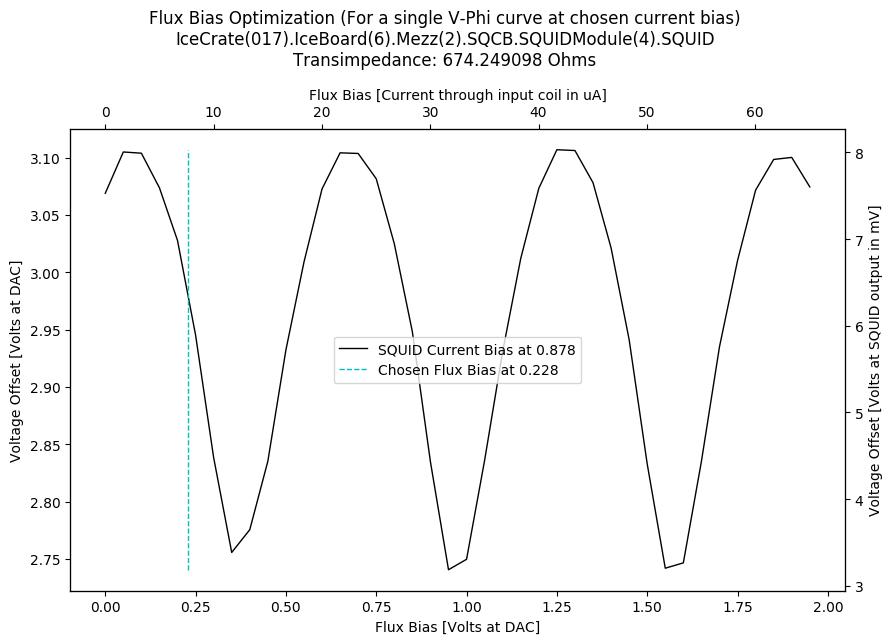 Flux Bias Optimization (For a single V-Phi curve at chosen current bias)
IceCrate(017).IceBoard(6).Mezz(2).SQCB.SQUIDModule(4).SQUID
Transimpedance: 674.249098 Ohms
Flux Bias [Current through input coil in uA]
0 10 20 30 40 50 60
Voltage Offset [Volts at DAC]
3.10
3.05
3.00
2.95
2.90
2.85
2.80
2.75
SQUID Current Bias at 0.878
Chosen Flux Bias at 0.228
8
7
6
5
4
3
Voltage Offset [Volts at SQUID output in mV]
0.00 0.25 0.50 0.75 1.00 1.25 1.50 1.75 2.00
Flux Bias [Volts at DAC]